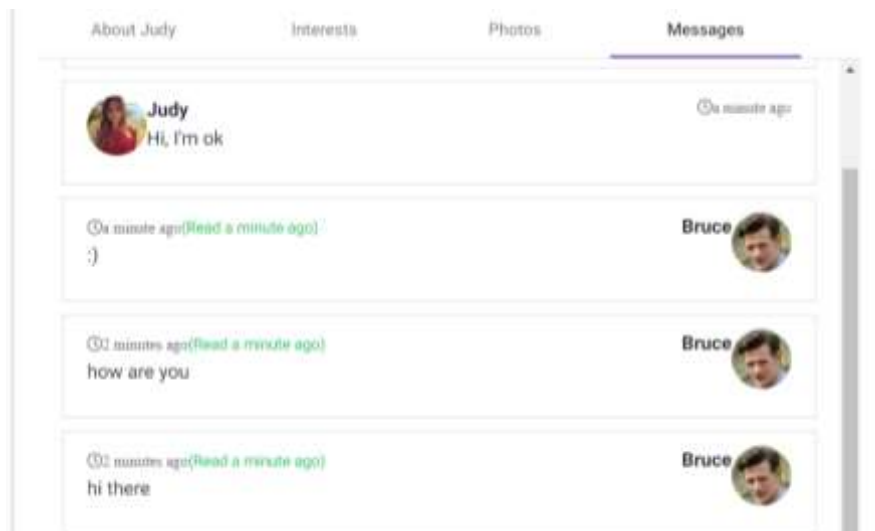 About Judy Interests Photos Messages
Judy a minute ago
Hi, I'm ok
a minute ago(Read a minute ago) Bruce
:)
2 minutes ago(Read a minute ago) Bruce
how are you
2 minutes ago(Read a minute ago) Bruce
hi there